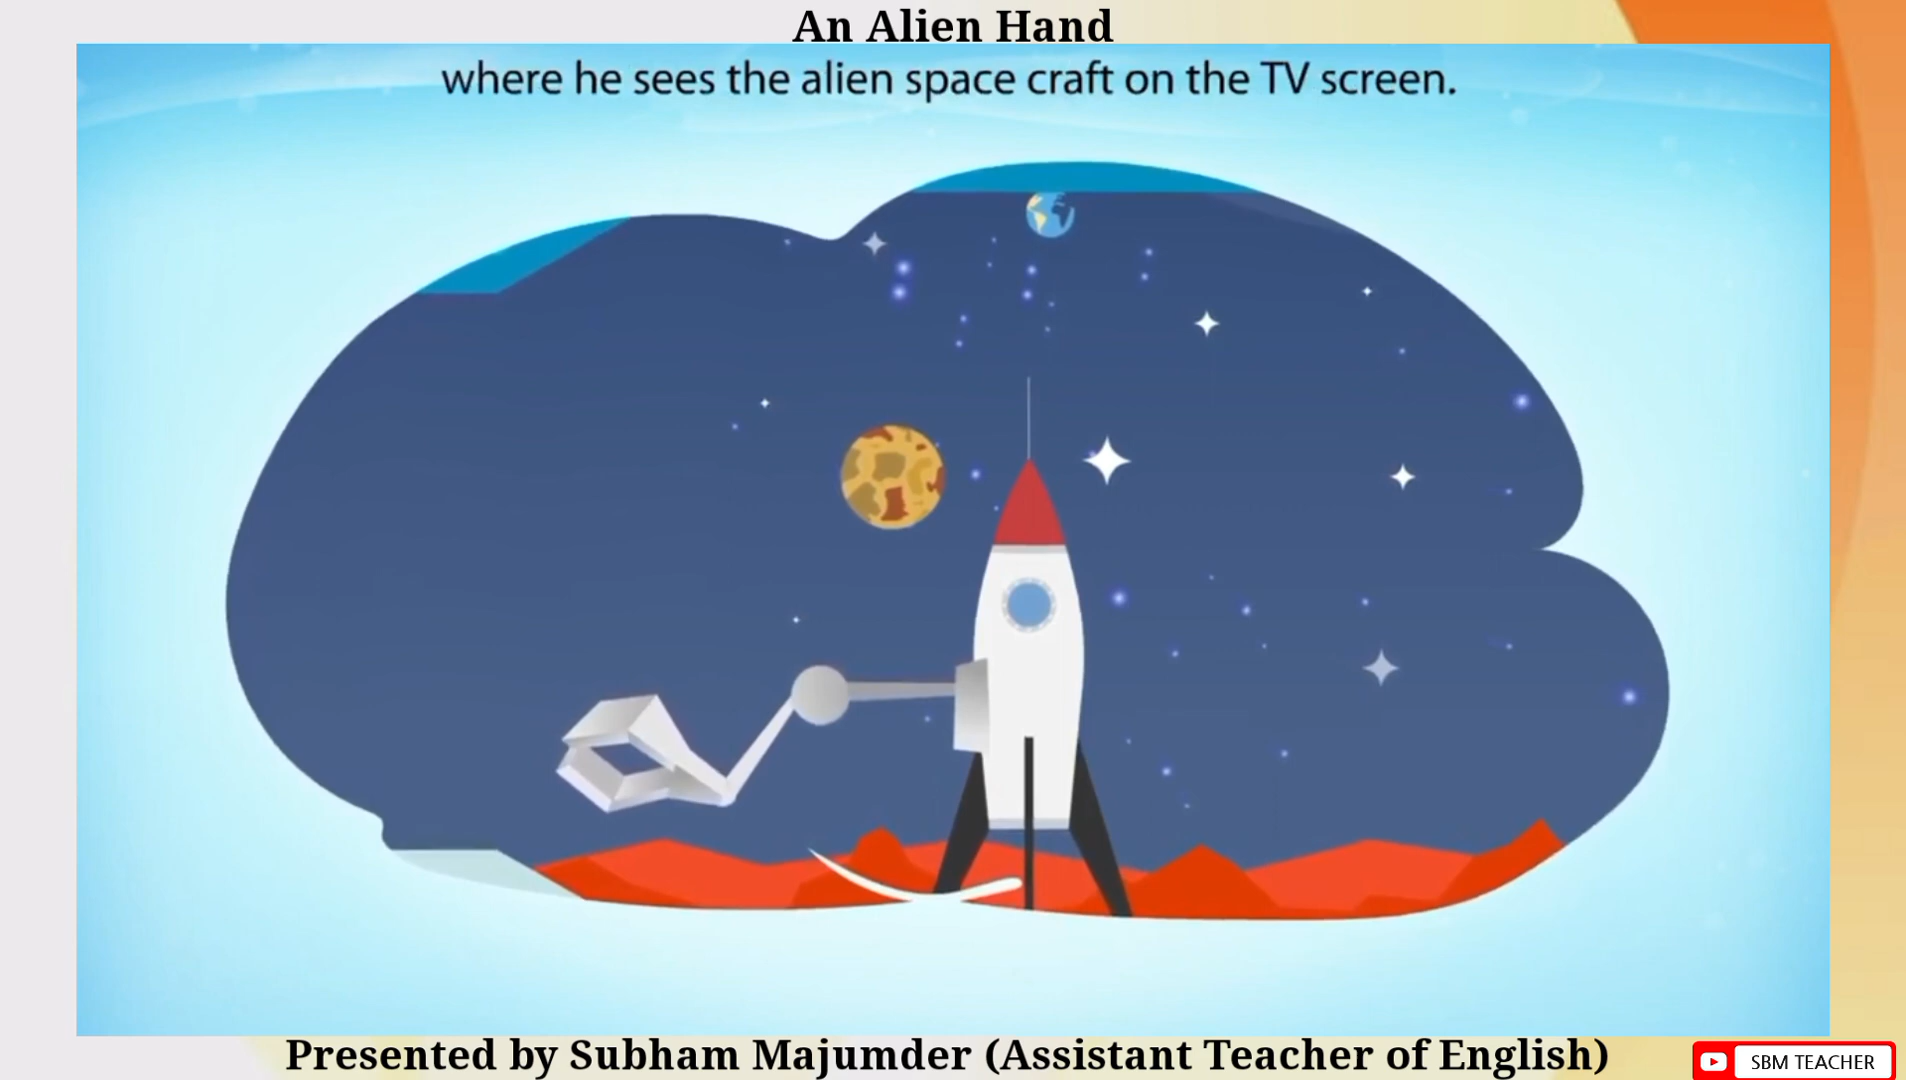 An Alien Hand
where he sees the alien space craft on the TV screen.
Presented by Subham Majumder (Assistant Teacher of English)
SBM TEACHER